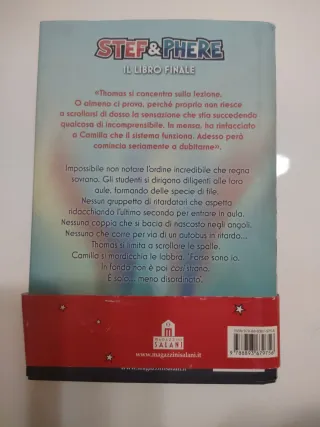 STEF & PHERE
IL LIBRO FINALE
«Thomas si concentra sulla lezione.
O almeno ci prova, perché proprio non riesce
a scrollarsi di dosso la sensazione che stia succedendo
qualcosa di incomprensibile. In mensa, ha rinfacciato
a Camilla che il sistema funziona. Adesso però
comincia seriamente a dubitarne».
Impossibile non notare l'ordine incredibile che regna
sovrano. Gli studenti si dirigono diligenti alle loro
aule, formando delle specie di file.
Nessun gruppetto di ritardatari che aspetta
ridacchiando l'ultimo secondo per entrare in aula.
Nessuna coppia che si bacia di nascosto negli angoli.
Nessuno che corre per via di un autobus in ritardo...
Thomas si limita a scrollare le spalle.
Camilla si mordicchia le labbra. "Forse sono io.
In fondo non è poi così strano.
È solo... meno disordinato".
MAGAZZINI
SALANI
www.magazzinisalani.it
www.magazzinisalani.it